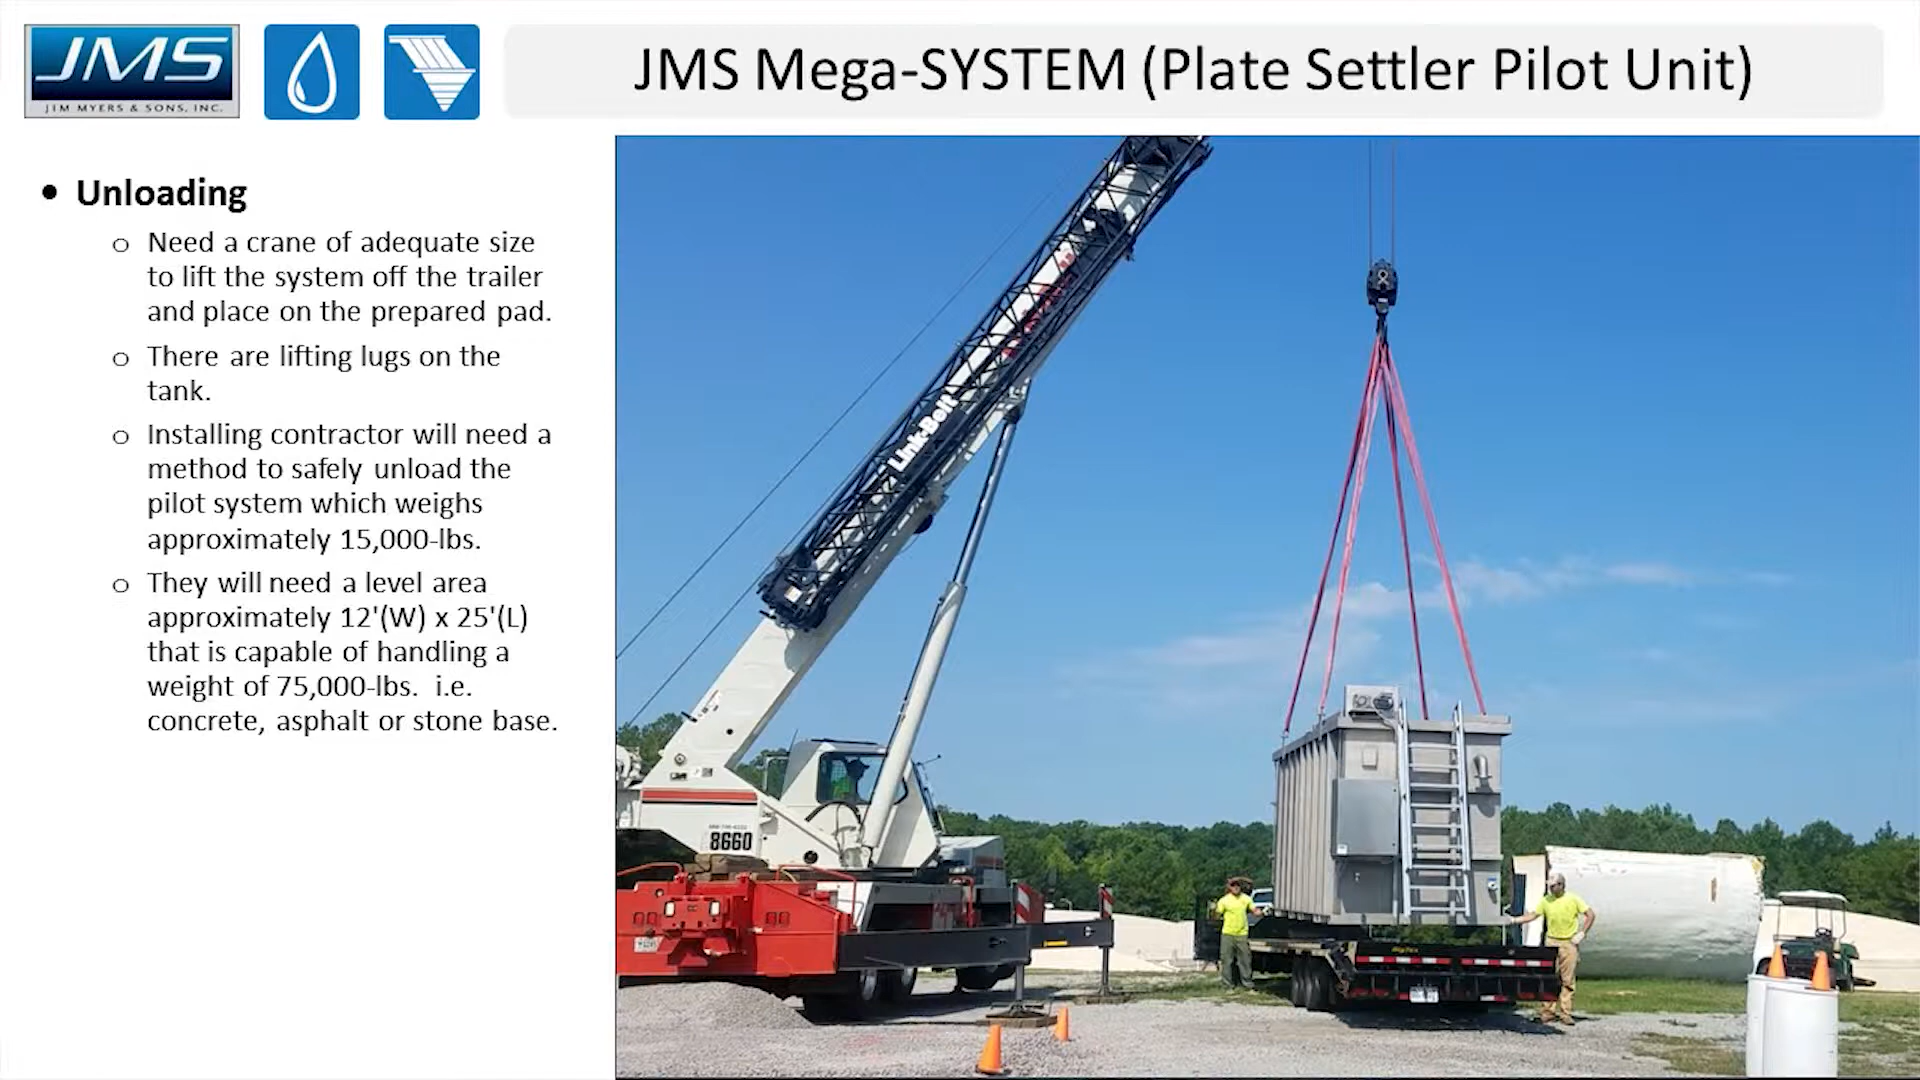 JMS
JIM MYERS & SONS, INC.
JMS Mega-SYSTEM (Plate Settler Pilot Unit)
• Unloading
o Need a crane of adequate size
to lift the system off the trailer
and place on the prepared pad.
o There are lifting lugs on the
tank.
o Installing contractor will need a
method to safely unload the
pilot system which weighs
approximately 15,000-lbs.
o They will need a level area
approximately 12'(W) x 25'(L)
that is capable of handling a
weight of 75,000-lbs.  i.e.
concrete, asphalt or stone base.
Link-Belt
8660